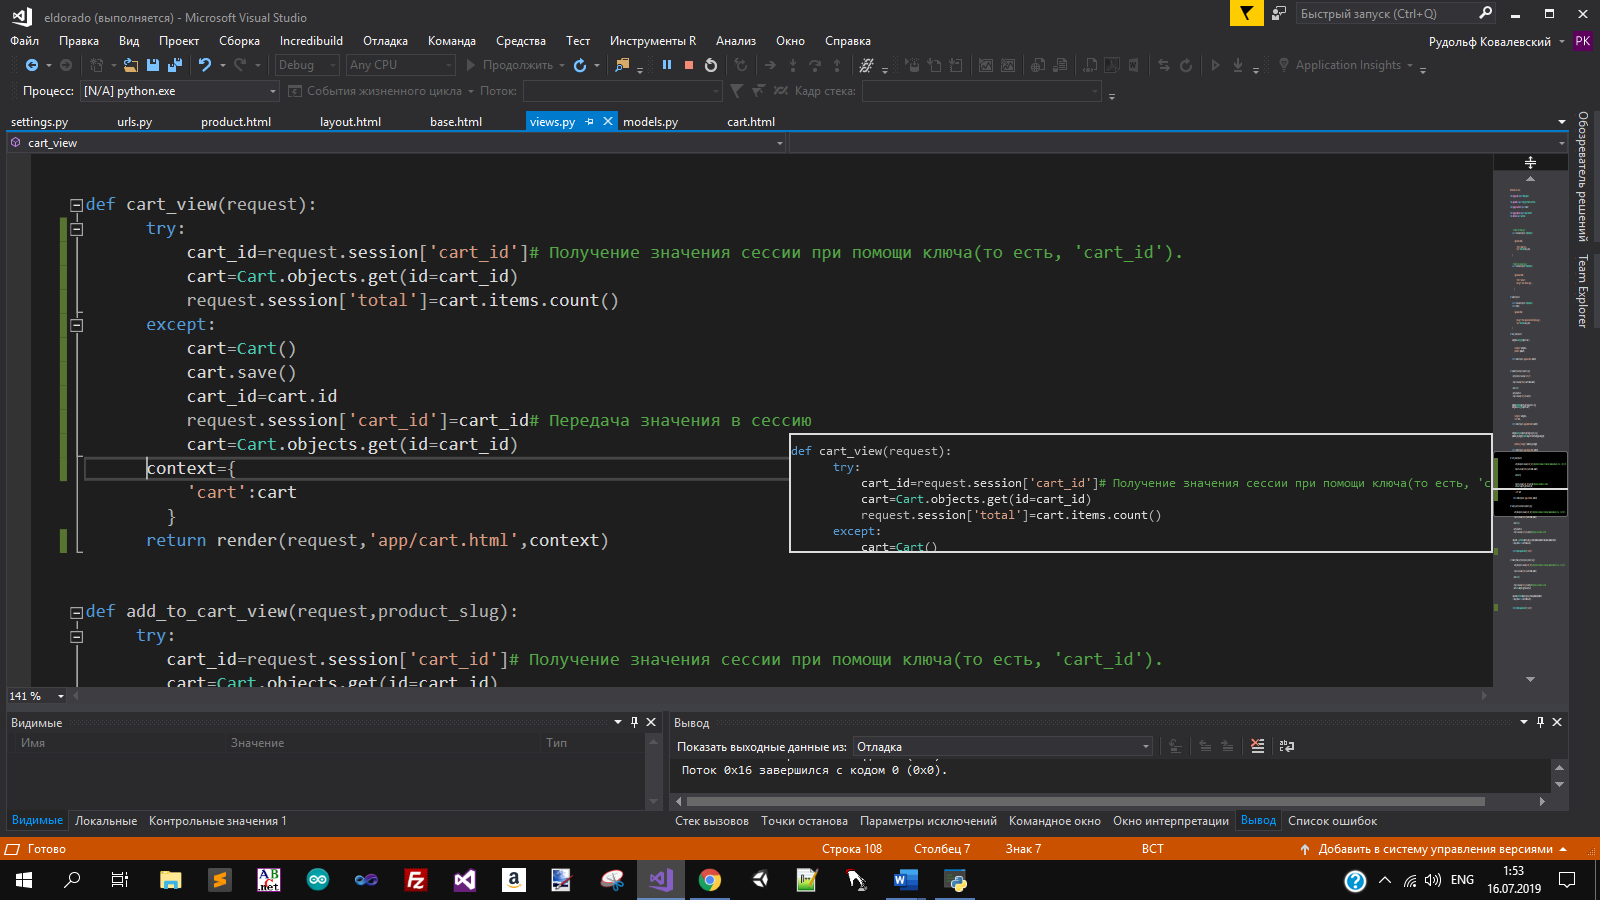 eldorado (выполняется) - Microsoft Visual Studio
Быстрый запуск (Ctrl+Q)
Файл Правка Вид Проект Сборка Incredibuild Отладка Команда Средства Тест Инструменты R Анализ Окно Справка
Рудольф Ковалевский РК
Debug Any CPU Продолжить Application Insights
Процесс: [N/A] python.exe События жизненного цикла Поток: Кадр стека:
settings.py urls.py product.html layout.html base.html views.py models.py cart.html
cart_view
def cart_view(request):
try:
cart_id=request.session['cart_id']# Получение значения сессии при помощи ключа(то есть, 'cart_id').
cart=Cart.objects.get(id=cart_id)
request.session['total']=cart.items.count()
except:
cart=Cart()
cart.save()
cart_id=cart.id
request.session['cart_id']=cart_id# Передача значения в сессию
cart=Cart.objects.get(id=cart_id)
context={
'cart':cart
}
return render(request,'app/cart.html',context)
def add_to_cart_view(request,product_slug):
try:
cart_id=request.session['cart_id']# Получение значения сессии при помощи ключа(то есть, 'cart_id').
cart=Cart.objects.get(id=cart_id)
def cart_view(request):
try:
cart_id=request.session['cart_id']# Получение значения сессии при помощи ключа(то есть, 'c
cart=Cart.objects.get(id=cart_id)
request.session['total']=cart.items.count()
except:
cart=Cart()
Обозреватель решений
Team Explorer
141 %
Видимые
Имя Значение Тип
Видимые Локальные Контрольные значения 1
Вывод
Показать выходные данные из: Отладка
Поток 0x16 завершился с кодом 0 (0x0).
Стек вызовов Точки останова Параметры исключений Командное окно Окно интерпретации Вывод Список ошибок
Готово Строка 108 Столбец 7 Знак 7 ВСТ Добавить в систему управления версиями
ABC .net
ENG
1:53
16.07.2019